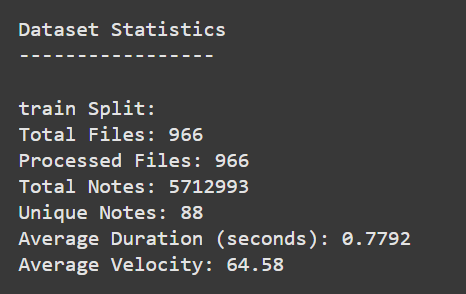 Dataset Statistics
-----------------
train Split:
Total Files: 966
Processed Files: 966
Total Notes: 5712993
Unique Notes: 88
Average Duration (seconds): 0.7792
Average Velocity: 64.58